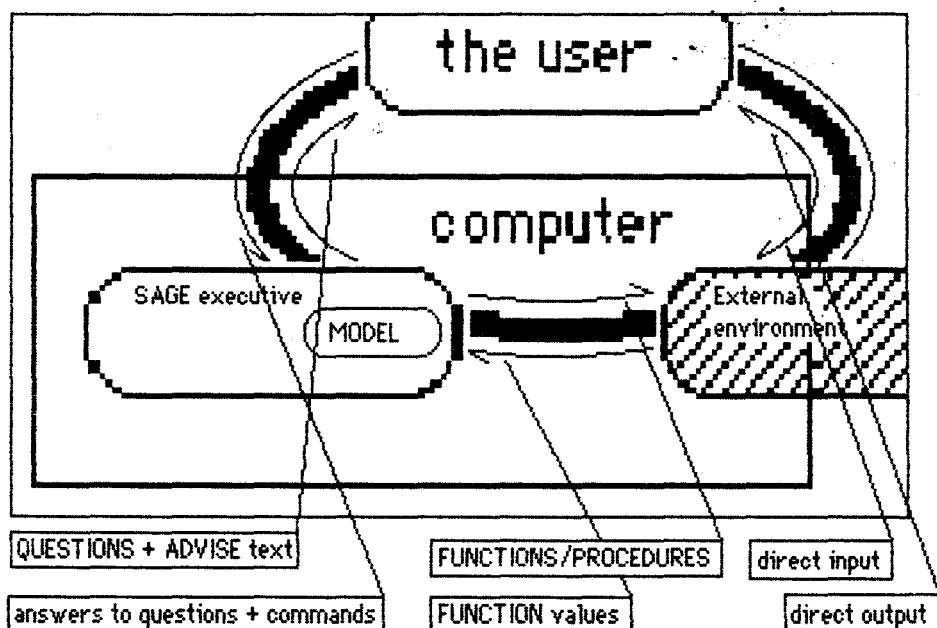 the user
computer
SAGE executive
MODEL
External
environment
QUESTIONS + ADVISE text
FUNCTIONS/PROCEDURES
direct input
answers to questions + commands
FUNCTION values
direct output